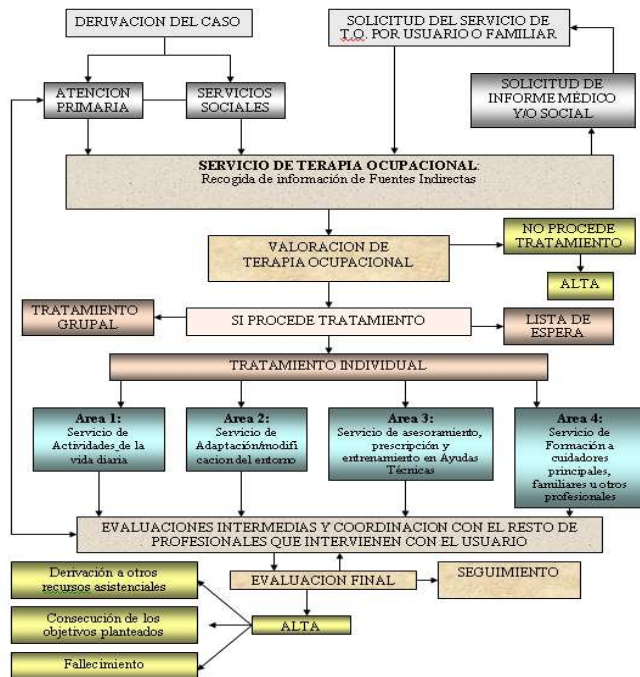 DERIVACION DEL CASO
SOLICITUD DEL SERVICIO DE
T.O. POR USUARIO O FAMILIAR
ATENCION
PRIMARIA
SERVICIOS
SOCIALES
SOLICITUD DE
INFORME MÉDICO
Y/O SOCIAL
SERVICIO DE TERAPIA OCUPACIONAL:
Recogida de información de Fuentes Indirectas
VALORACION DE
TERAPIA OCUPACIONAL
NO PROCEDE
TRATAMIENTO
ALTA
TRATAMIENTO
GRUPAL
SI PROCEDE TRATAMIENTO
LISTA DE
ESPERA
TRATAMIENTO INDIVIDUAL
Area 1:
Servicio de
Actividades de la
vida diaria
Area 2:
Servicio de
Adaptación/modifi
cacion del entorno
Area 3:
Servicio de asesoramiento,
prescripción y
entrenamiento en Ayudas
Técnicas
Area 4:
Servicio de
Formación a
cuidadores
principales,
familiares u otros
profesionales
EVALUACIONES INTERMEDIAS Y COORDINACION CON EL RESTO DE
PROFESIONALES QUE INTERVIENEN CON EL USUARIO
Derivación a otros
recursos asistenciales
EVALUACION FINAL
SEGUIMIENTO
Consecución de los
objetivos planteados
ALTA
Fallecimiento